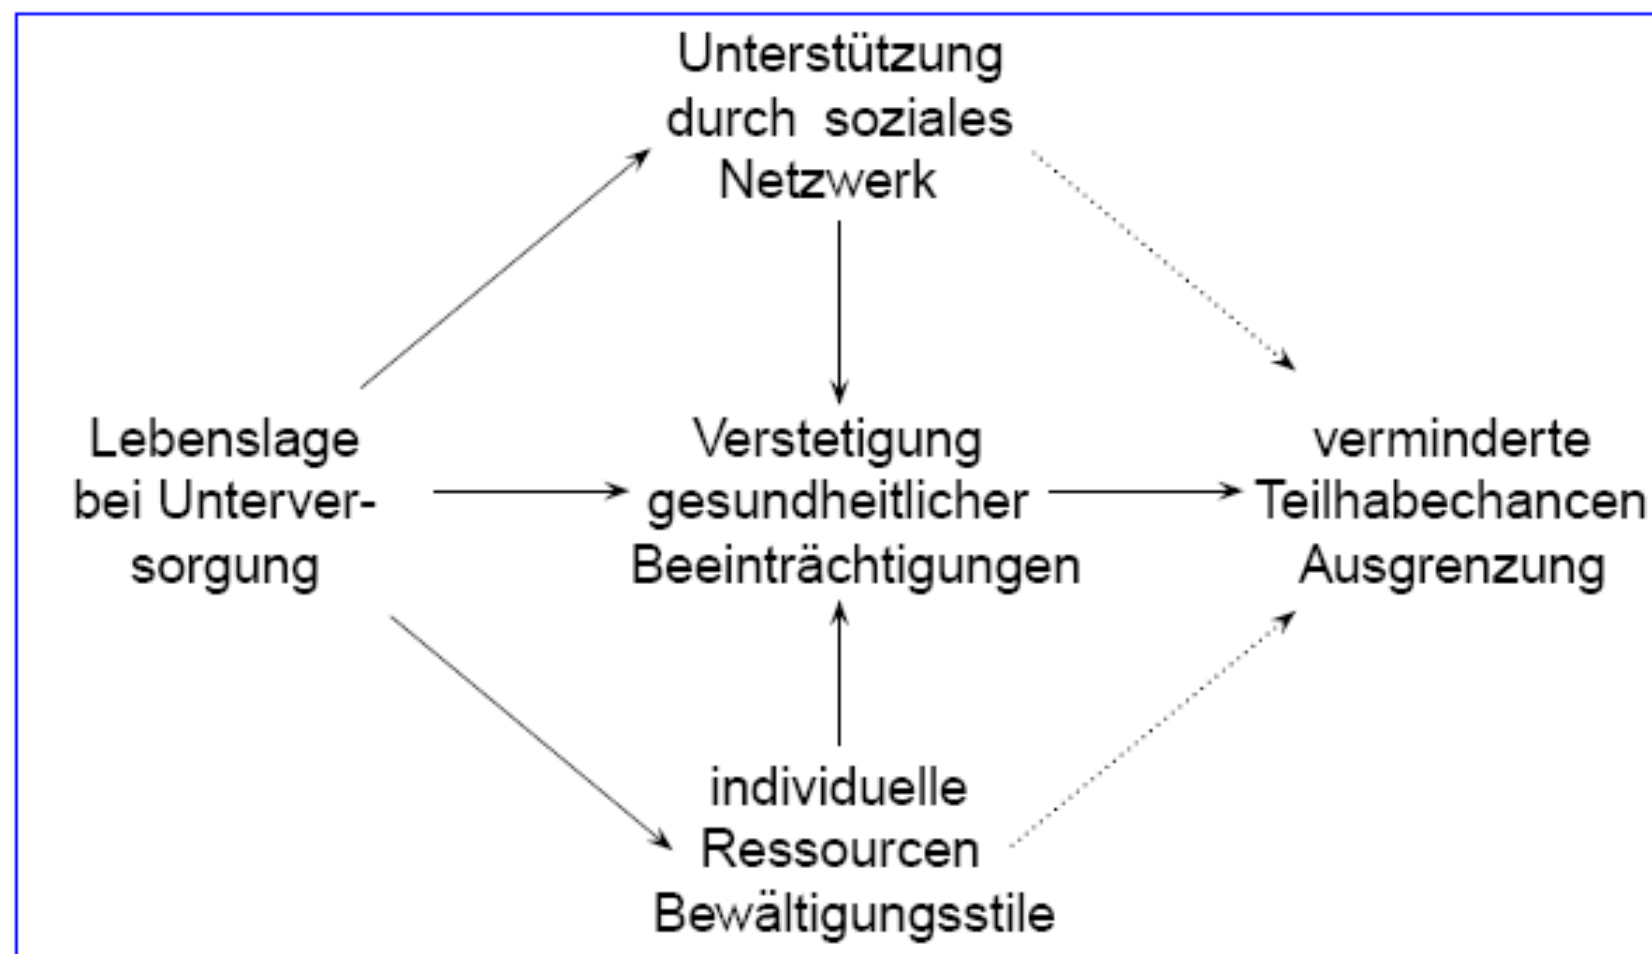 Unterstützung
durch soziales
Netzwerk
Lebenslage
bei Unterver-
sorgung
Verstetigung
gesundheitlicher
Beeinträchtigungen
verminderte
Teilhabechancen
Ausgrenzung
individuelle
Ressourcen
Bewältigungsstile